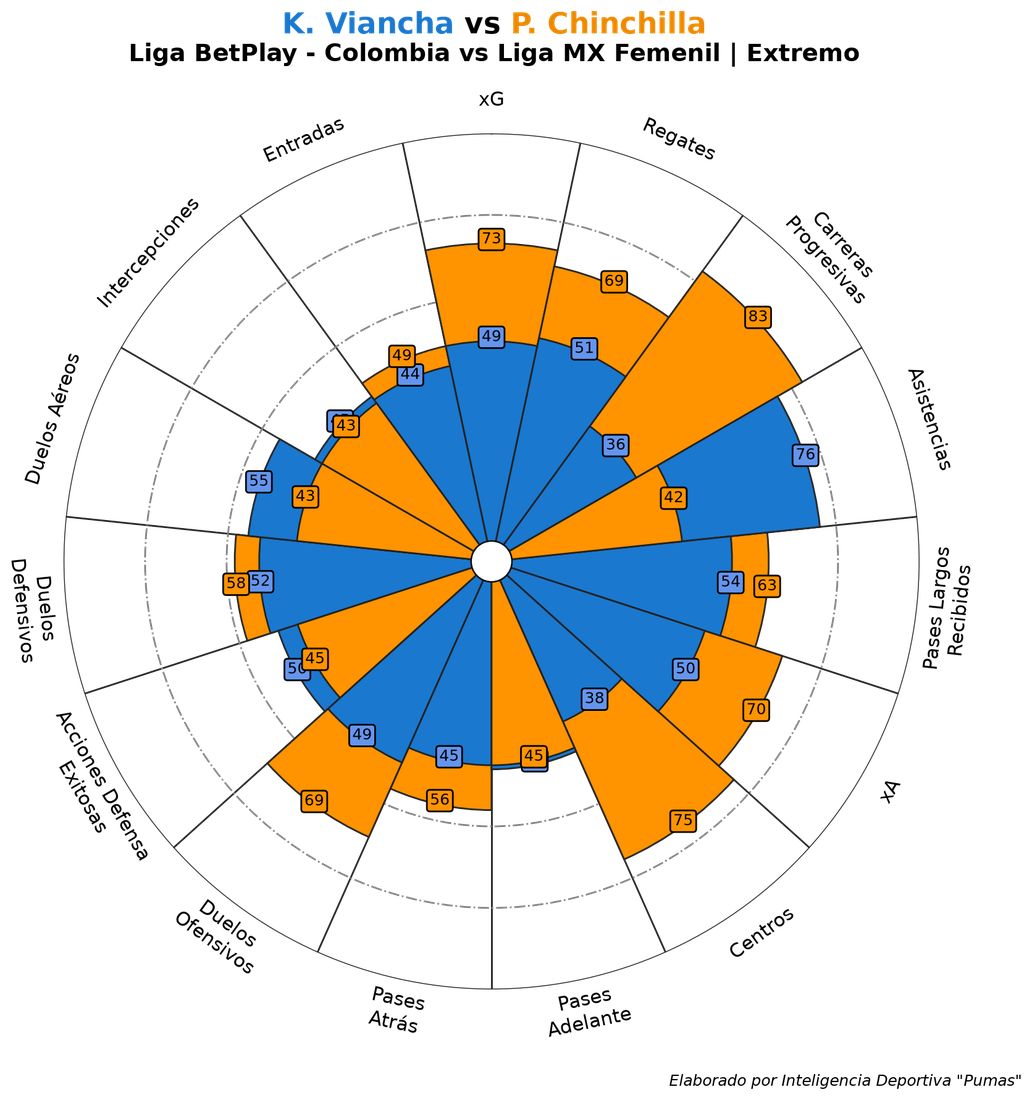 K. Viancha vs P. Chinchilla
Liga BetPlay - Colombia vs Liga MX Femenil | Extremo
xG
73
49
Regates
69
51
Carreras
Progresivas
83
36
Asistencias
76
42
Pases Largos
Recibidos
54
63
xA
50
70
Centros
38
75
Pases
Adelante
45
Pases
Atrás
45
56
Duelos
Ofensivos
49
69
Acciones Defensa
Exitosas
50
45
Duelos
Defensivos
58
52
Duelos Aéreos
55
43
Intercepciones
43
Entradas
49
44
Elaborado por Inteligencia Deportiva "Pumas"